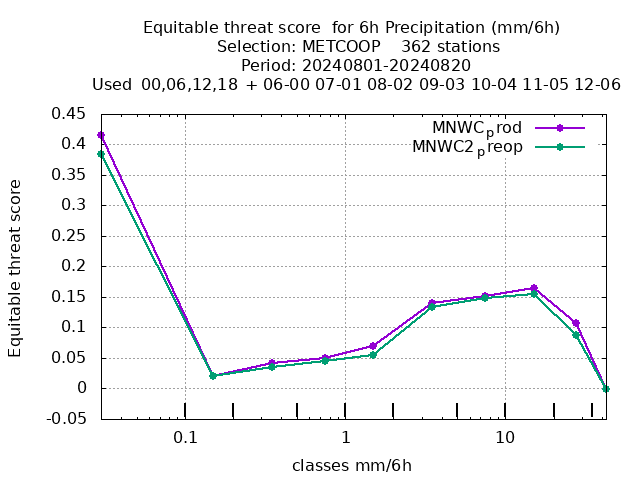 Equitable threat score  for 6h Precipitation (mm/6h)
Selection: METCOOP    362 stations
Period: 20240801-20240820
Used  00,06,12,18  + 06-00 07-01 08-02 09-03 10-04 11-05 12-06
MNWCprod
MNWC2preop
0.45
0.4
0.35
0.3
0.25
0.2
0.15
0.1
0.05
0
-0.05
Equitable threat score
0.1 1 10
classes mm/6h